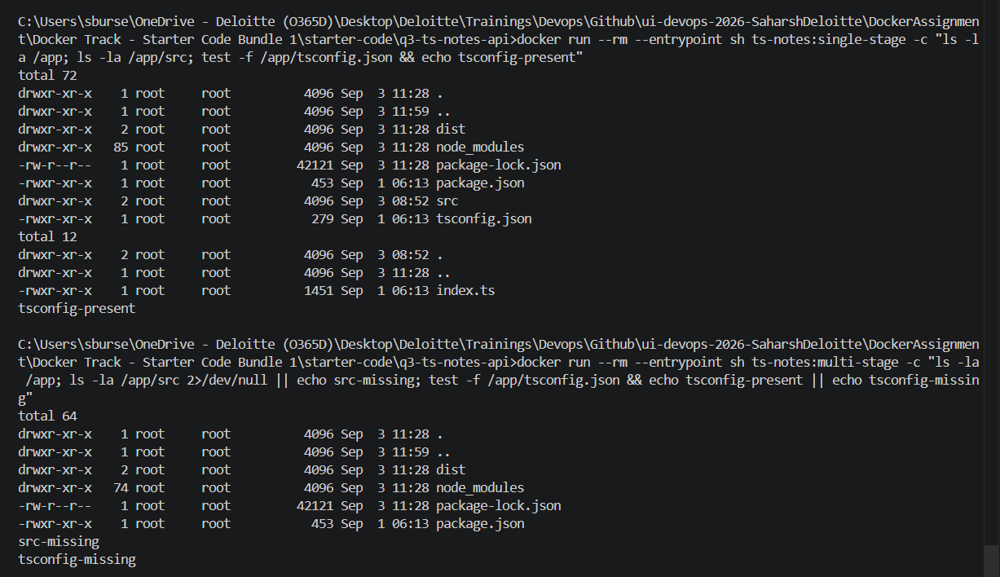 C:\Users\sburse\OneDrive - Deloitte (O365D)\Desktop\Deloitte\Trainings\Devops\Github\ui-devops-2026-SaharshDeloitte\DockerAssignmen
t\Docker Track - Starter Code Bundle 1\starter-code\q3-ts-notes-api>docker run --rm --entrypoint sh ts-notes:single-stage -c "ls -l
a /app; ls -la /app/src; test -f /app/tsconfig.json && echo tsconfig-present"
total 72
drwxr-xr-x    1 root     root          4096 Sep  3 11:28 .
drwxr-xr-x    1 root     root          4096 Sep  3 11:59 ..
drwxr-xr-x    2 root     root          4096 Sep  3 11:28 dist
drwxr-xr-x   85 root     root          4096 Sep  3 11:28 node_modules
-rw-r--r--    1 root     root         42121 Sep  3 11:28 package-lock.json
-rwxr-xr-x    1 root     root           453 Sep  1 06:13 package.json
drwxr-xr-x    2 root     root          4096 Sep  3 08:52 src
-rwxr-xr-x    1 root     root           279 Sep  1 06:13 tsconfig.json
total 12
drwxr-xr-x    2 root     root          4096 Sep  3 08:52 .
drwxr-xr-x    1 root     root          4096 Sep  3 11:28 ..
-rwxr-xr-x    1 root     root          1451 Sep  1 06:13 index.ts
tsconfig-present
C:\Users\sburse\OneDrive - Deloitte (O365D)\Desktop\Deloitte\Trainings\Devops\Github\ui-devops-2026-SaharshDeloitte\DockerAssignmen
t\Docker Track - Starter Code Bundle 1\starter-code\q3-ts-notes-api>docker run --rm --entrypoint sh ts-notes:multi-stage -c "ls -la
 /app; ls -la /app/src 2>/dev/null || echo src-missing; test -f /app/tsconfig.json && echo tsconfig-present || echo tsconfig-missin
g"
total 64
drwxr-xr-x    1 root     root          4096 Sep  3 11:28 .
drwxr-xr-x    1 root     root          4096 Sep  3 11:59 ..
drwxr-xr-x    2 root     root          4096 Sep  3 11:28 dist
drwxr-xr-x   74 root     root          4096 Sep  3 11:28 node_modules
-rw-r--r--    1 root     root         42121 Sep  3 11:28 package-lock.json
-rwxr-xr-x    1 root     root           453 Sep  1 06:13 package.json
src-missing
tsconfig-missing